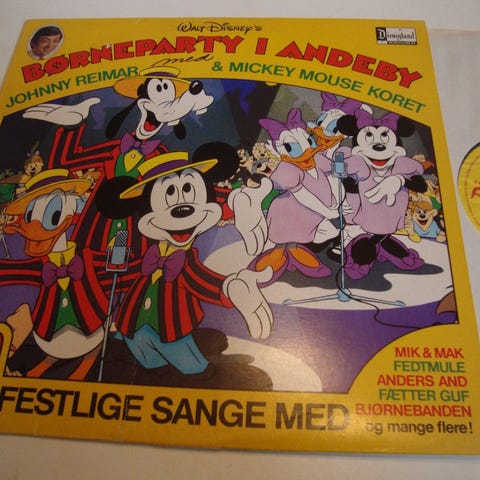 WALT DISNEY'S
BØRNEPARTY I ANDEBY
med
JOHNNY REIMAR & MICKEY MOUSE KORET
Disneyland
MIK & MAK
FEDTMULE
ANDERS AND
FÆTTER GUF
BJØRNEBANDEN
og mange flere!
FESTLIGE SANGE MED